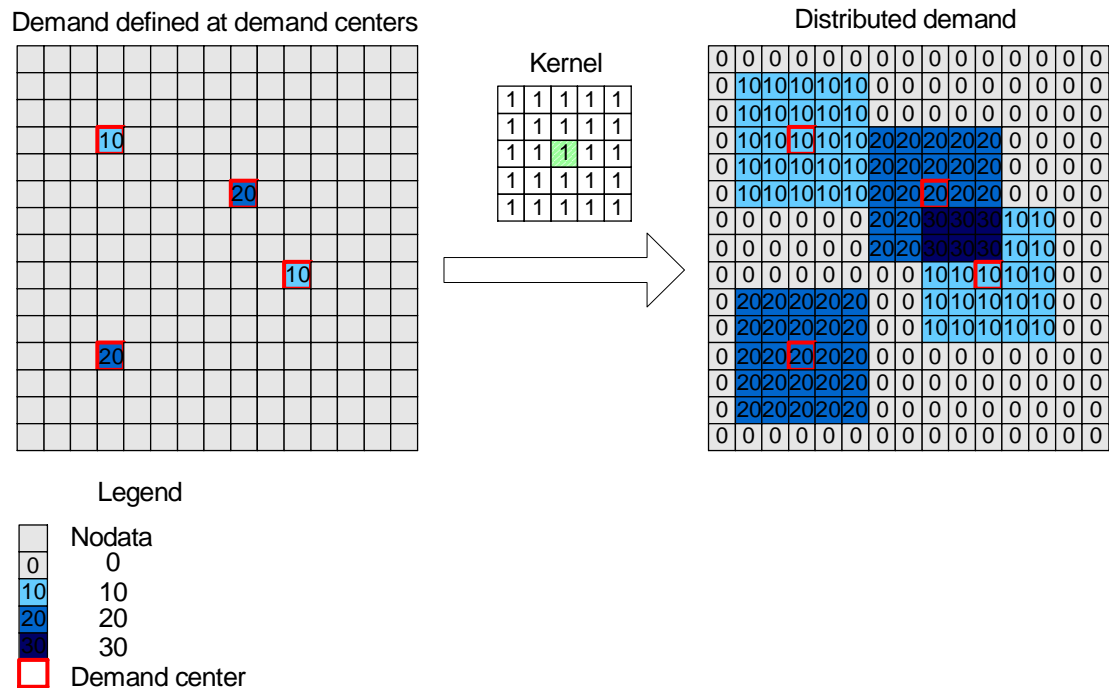 Demand defined at demand centers
10
20
10
20
Kernel
1 1 1 1 1
1 1 1 1 1
1 1 1 1 1
1 1 1 1 1
1 1 1 1 1
Distributed demand
0 0 0 0 0 0 0 0 0 0 0 0 0 0 0
0 10 10 10 10 10 0 0 0 0 0 0 0 0 0
0 10 10 10 10 10 0 0 0 0 0 0 0 0 0
0 10 10 10 10 10 20 20 20 20 20 0 0 0 0
0 10 10 10 10 10 20 20 20 20 20 0 0 0 0
0 10 10 10 10 10 20 20 20 20 20 0 0 0 0
0 0 0 0 0 0 20 20 30 30 30 10 10 0 0
0 0 0 0 0 0 20 20 30 30 30 10 10 0 0
0 0 0 0 0 0 0 0 10 10 10 10 10 0 0
0 20 20 20 20 20 0 0 10 10 10 10 10 0 0
0 20 20 20 20 20 0 0 10 10 10 10 10 0 0
0 20 20 20 20 20 0 0 0 0 0 0 0 0 0
0 20 20 20 20 20 0 0 0 0 0 0 0 0 0
0 20 20 20 20 20 0 0 0 0 0 0 0 0 0
0 0 0 0 0 0 0 0 0 0 0 0 0 0 0
Legend
Nodata
0 0
10 10
20 20
30 30
Demand center